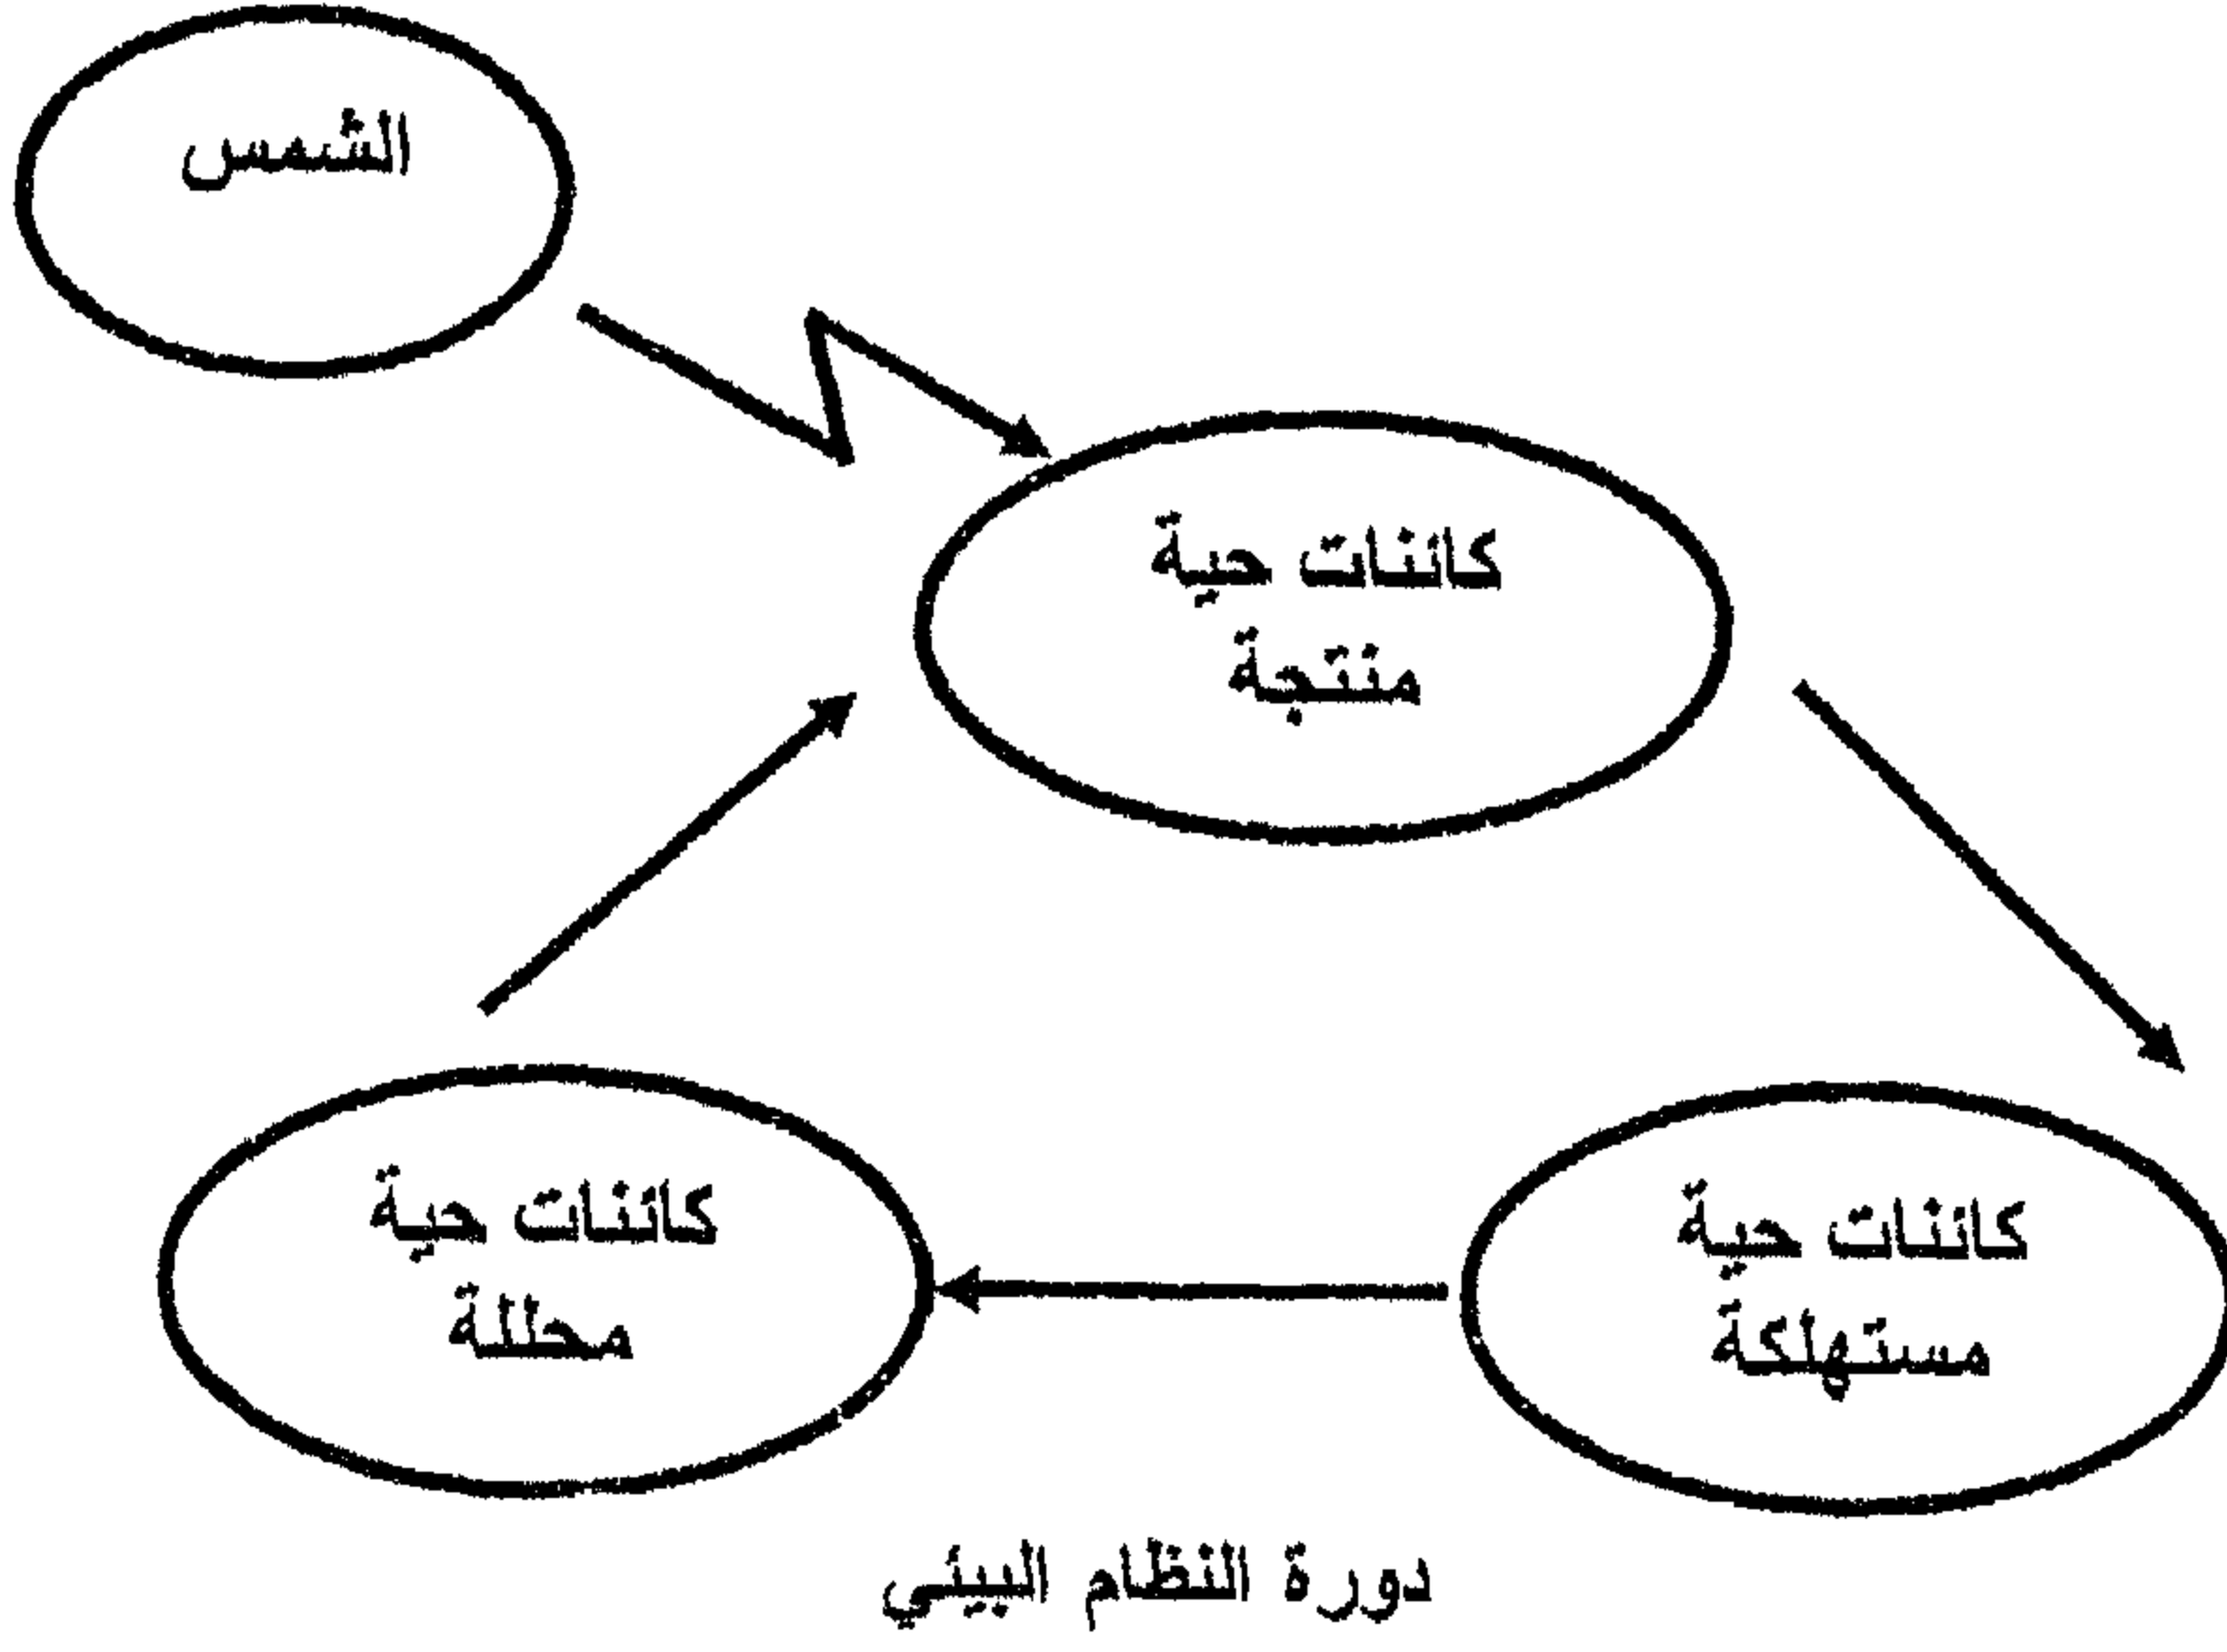 الشمس
كائنات حية
منتجة
كائنات حية
مستهلكة
كائنات حية
محللة
دورة النظام البيئي